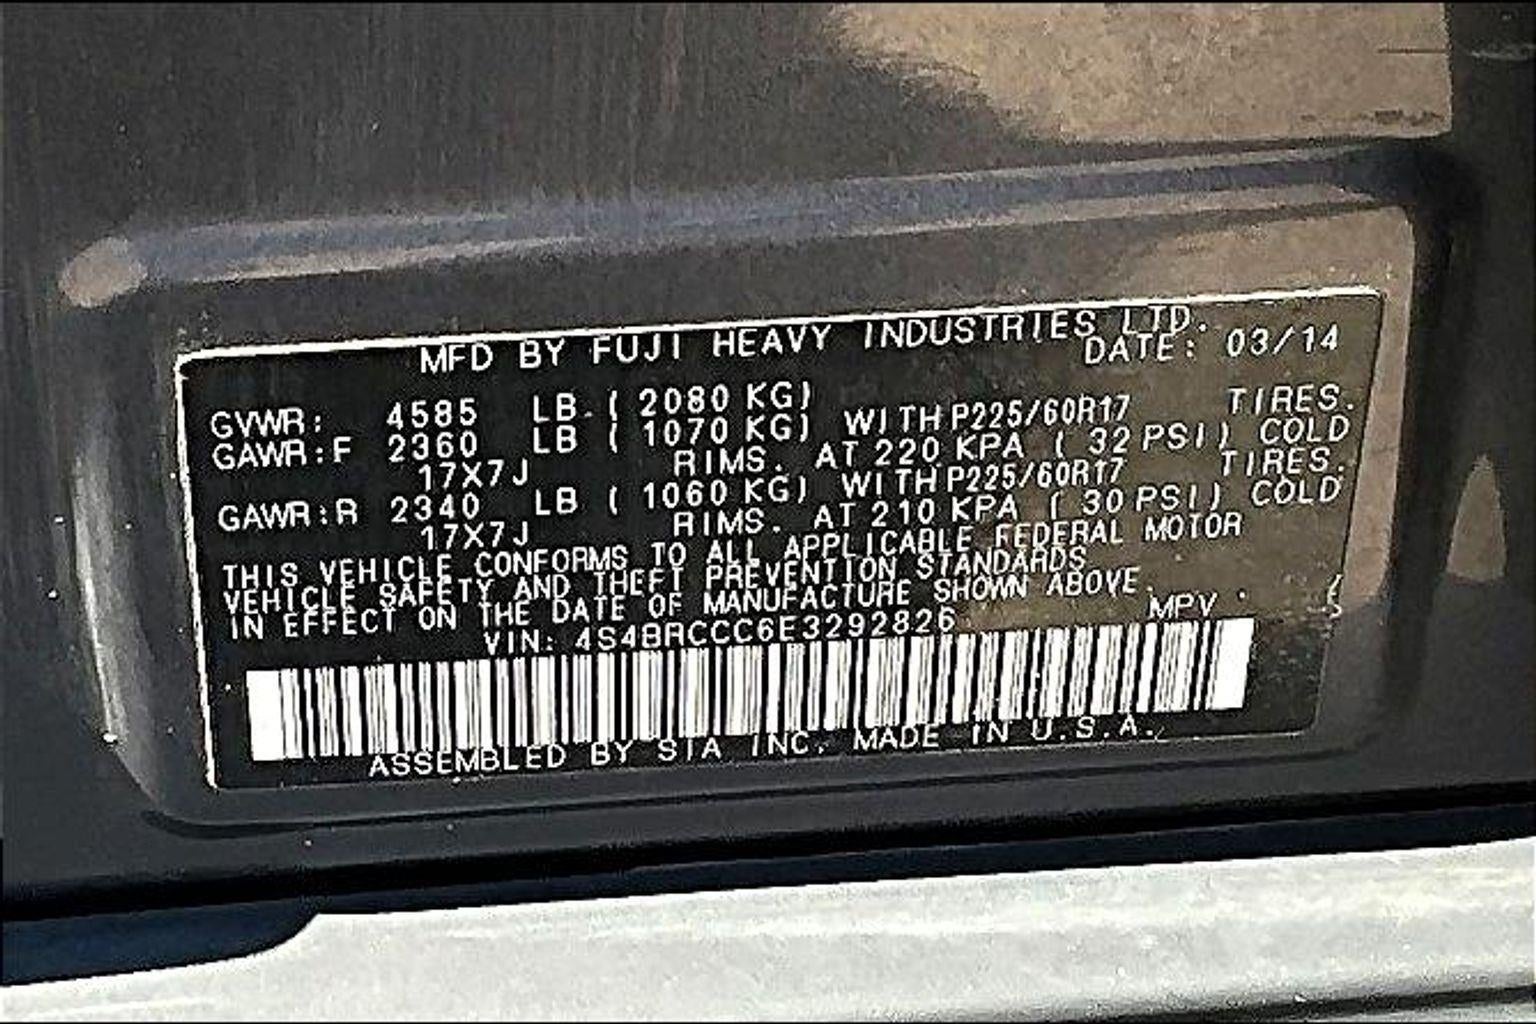 MFD BY FUJI HEAVY INDUSTRIES LTD.
DATE: 03/14
GVWR: 4585 LB ( 2080 KG)
GAWR:F 2360 LB ( 1070 KG) WITH P225/60R17 TIRES.
17X7J RIMS. AT 220 KPA ( 32 PSI) COLD
GAWR:R 2340 LB ( 1060 KG) WITH P225/60R17 TIRES.
17X7J RIMS. AT 210 KPA ( 30 PSI) COLD
THIS VEHICLE CONFORMS TO ALL APPLICABLE FEDERAL MOTOR
VEHICLE SAFETY AND THEFT PREVENTION STANDARDS
IN EFFECT ON THE DATE OF MANUFACTURE SHOWN ABOVE.
VIN: 4S4BRCCC6E3292826 MPV
ASSEMBLED BY SIA INC. MADE IN U.S.A.